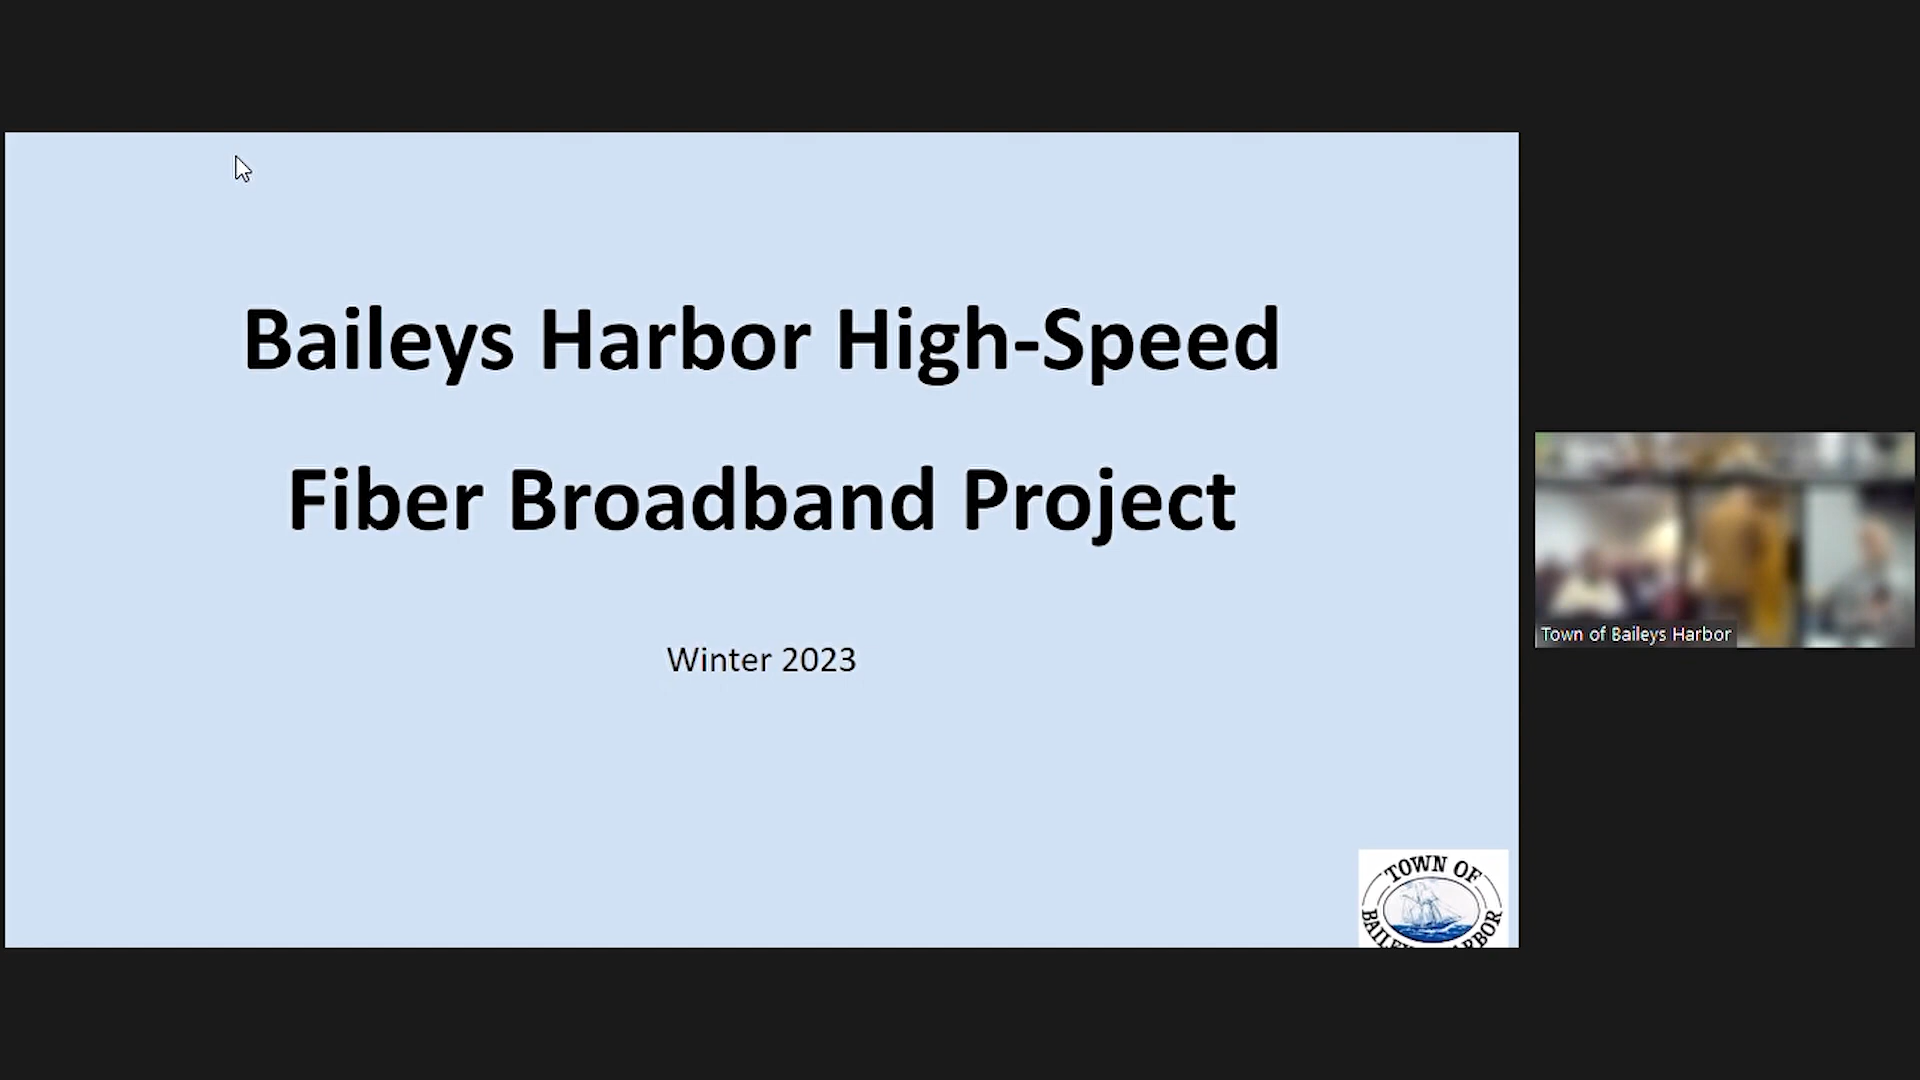 Baileys Harbor High-Speed
Fiber Broadband Project
Winter 2023
Town of Baileys Harbor
TOWN OF